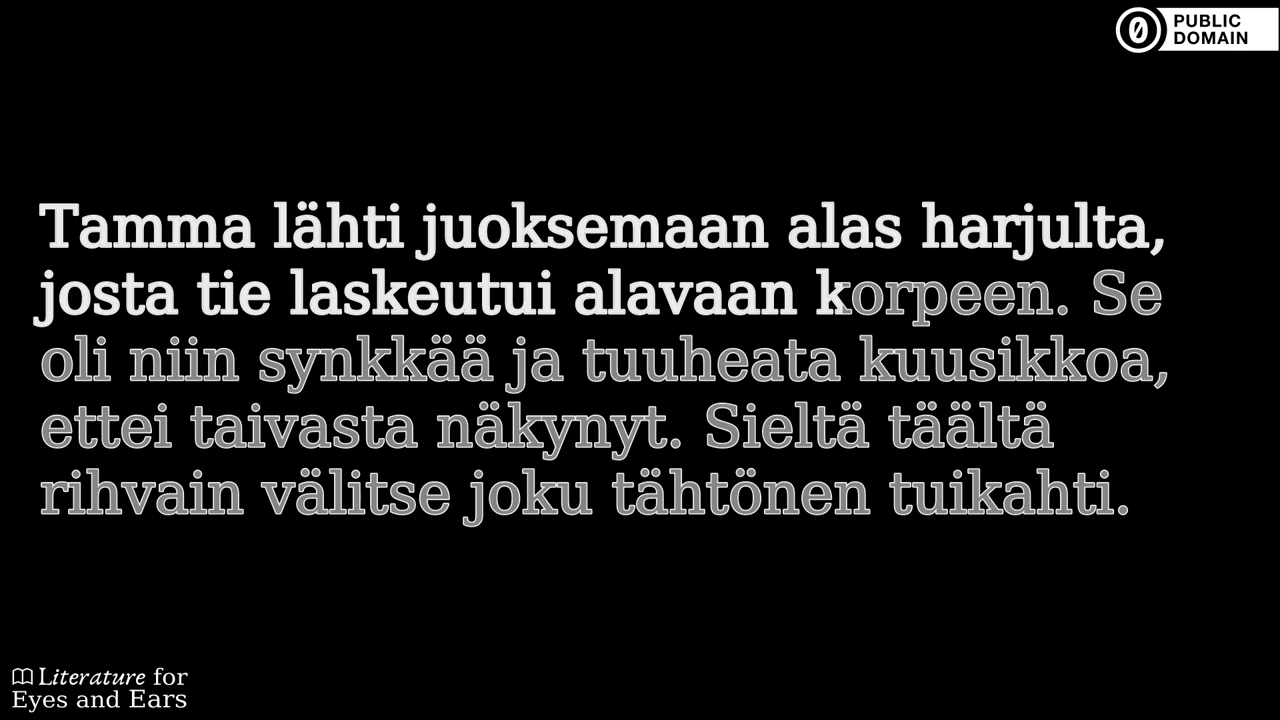 PUBLIC
DOMAIN
Tamma lähti juoksemaan alas harjulta,
josta tie laskeutui alavaan korpeen. Se
oli niin synkkää ja tuuheata kuusikkoa,
ettei taivasta näkynyt. Sieltä täältä
rihvain välitse joku tähtönen tuikahti.
Literature for
Eyes and Ears